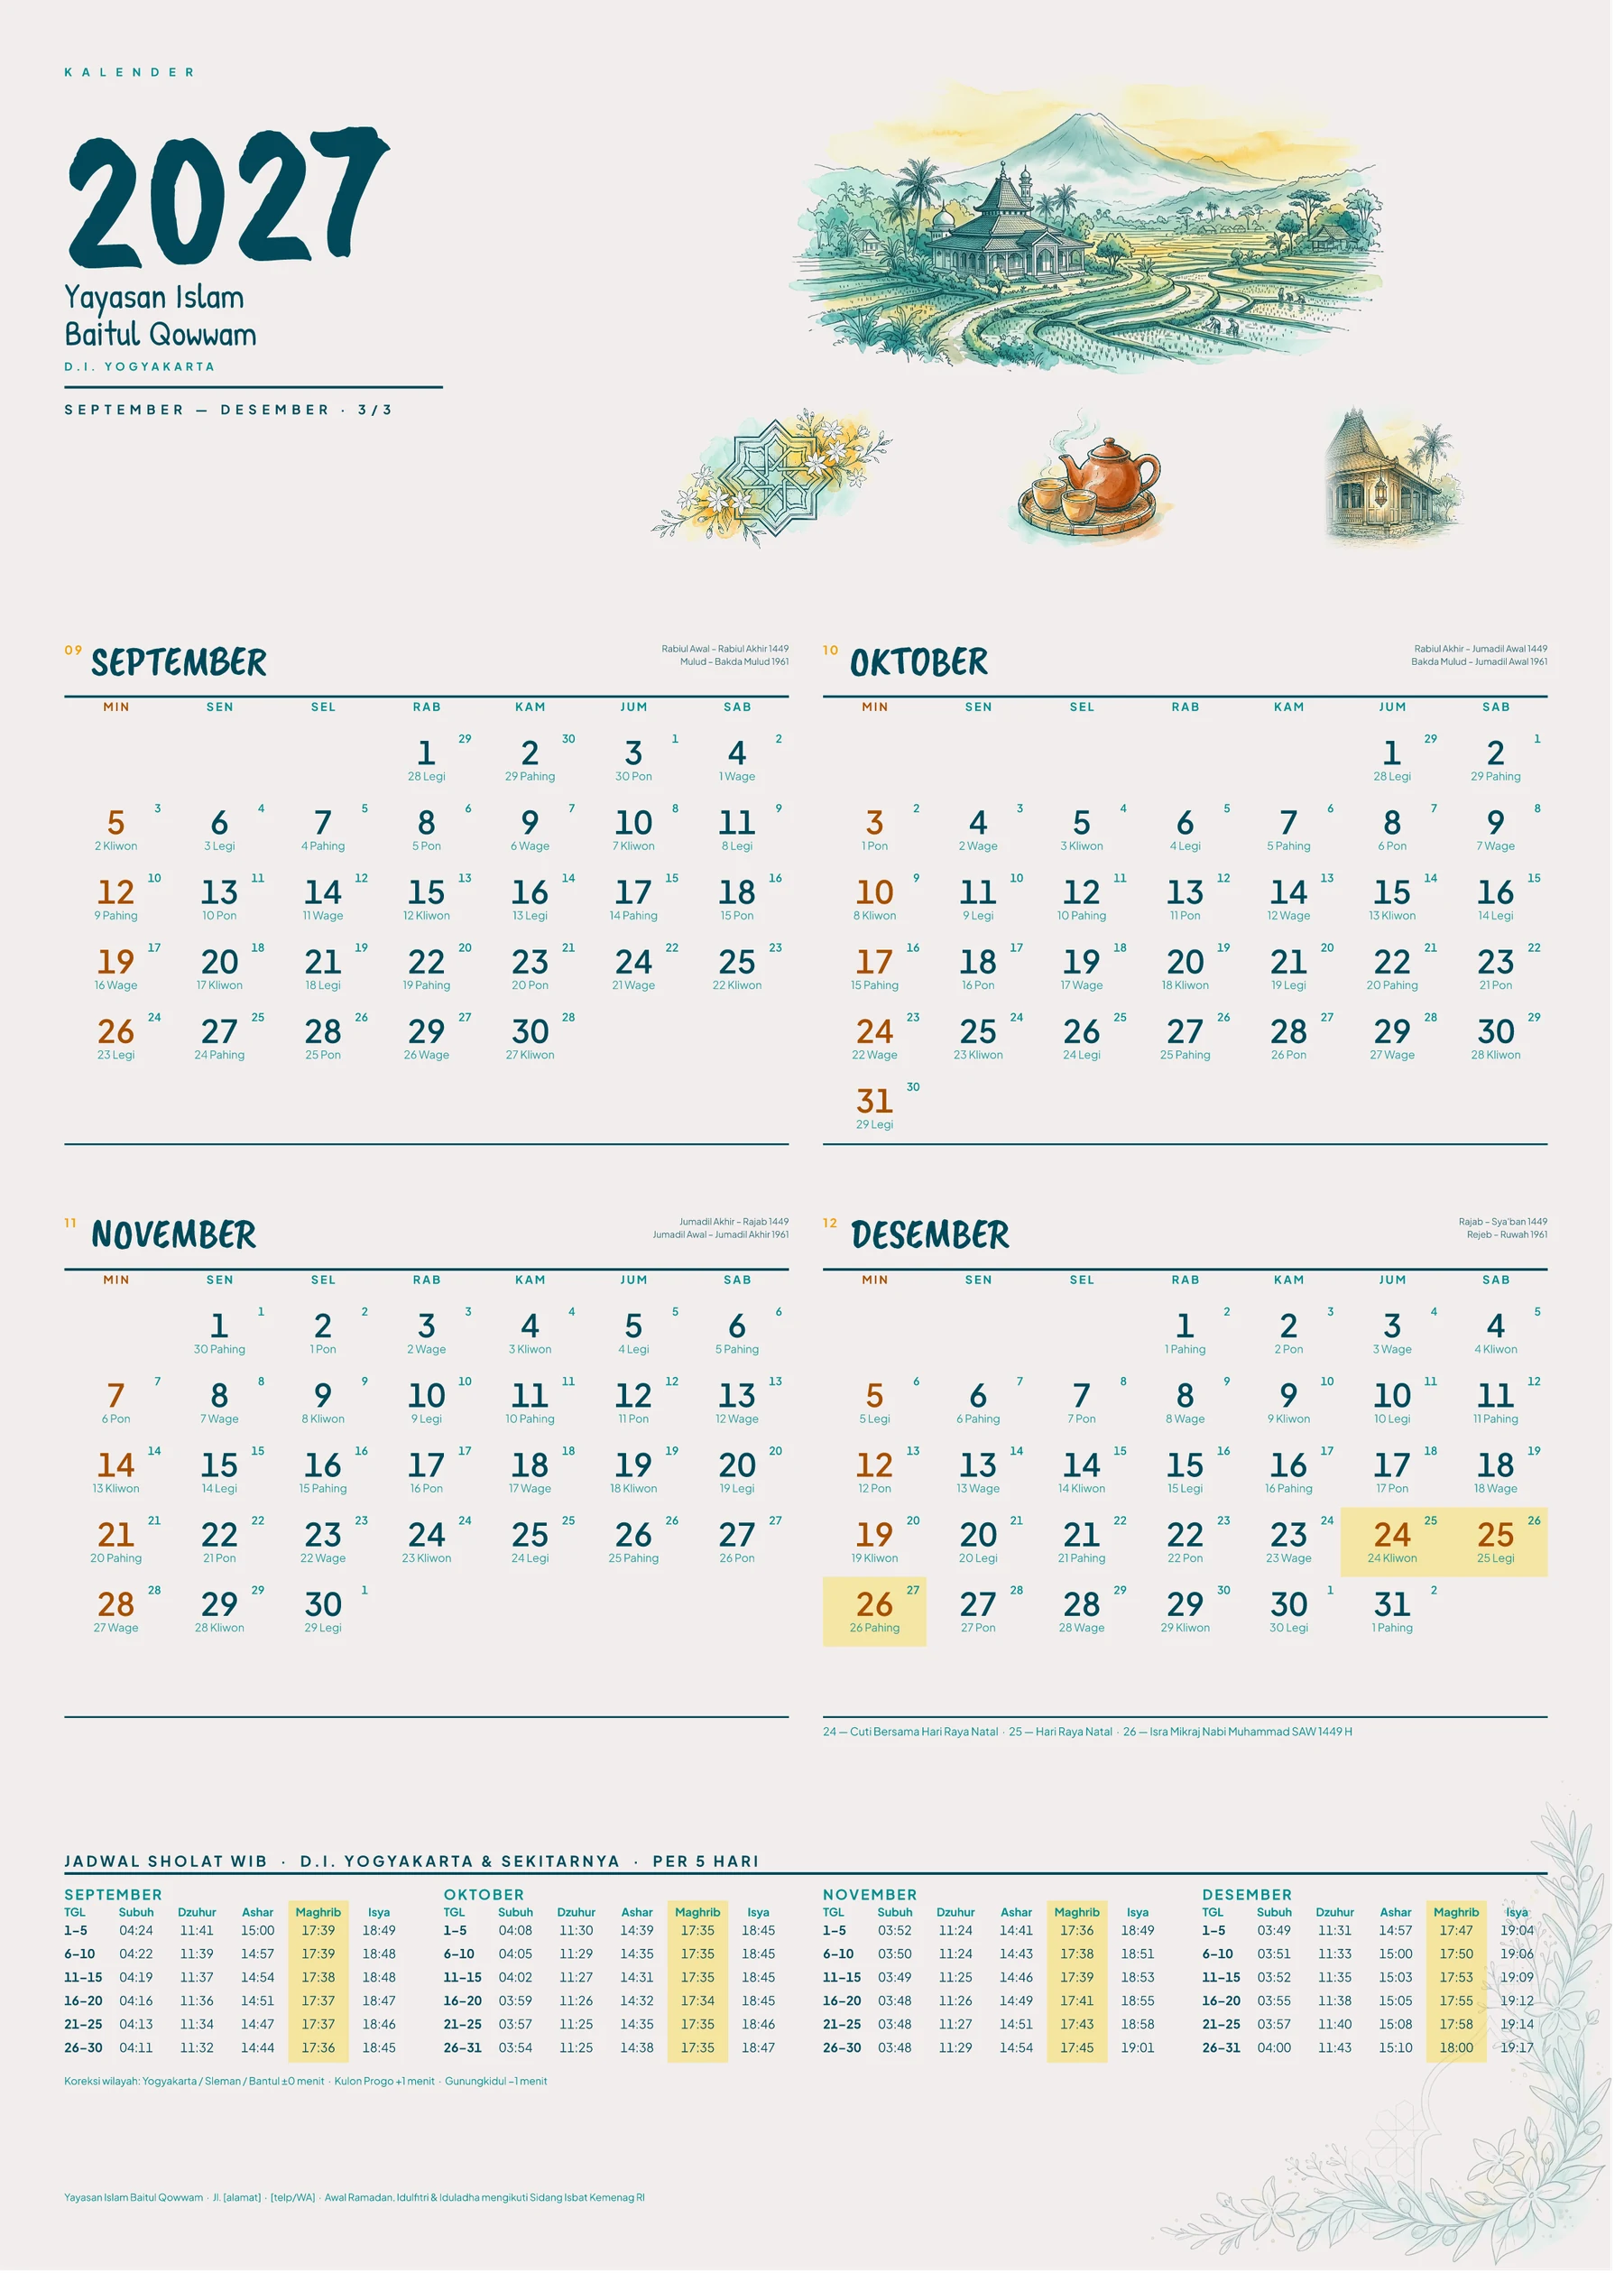 KALENDER
2027
Yayasan Islam
Baitul Qowwam
D.I. YOGYAKARTA
SEPTEMBER — DESEMBER · 3/3
09 SEPTEMBER
Rabiul Awal – Rabiul Akhir 1449
Mulud – Bakda Mulud 1961
MIN SEN SEL RAB KAM JUM SAB
1 29 2 30 3 1 4 2
28 Legi 29 Pahing 30 Pon 1 Wage
5 3 6 4 7 5 8 6 9 7 10 8 11 9
2 Kliwon 3 Legi 4 Pahing 5 Pon 6 Wage 7 Kliwon 8 Legi
12 10 13 11 14 12 15 13 16 14 17 15 18 16
9 Pahing 10 Pon 11 Wage 12 Kliwon 13 Legi 14 Pahing 15 Pon
19 17 20 18 21 19 22 20 23 21 24 22 25 23
16 Wage 17 Kliwon 18 Legi 19 Pahing 20 Pon 21 Wage 22 Kliwon
26 24 27 25 28 26 29 27 30 28
23 Legi 24 Pahing 25 Pon 26 Wage 27 Kliwon
10 OKTOBER
Rabiul Akhir – Jumadil Awal 1449
Bakda Mulud – Jumadil Awal 1961
MIN SEN SEL RAB KAM JUM SAB
1 29 2 1
28 Legi 29 Pahing
3 2 4 3 5 4 6 5 7 6 8 7 9 8
1 Pon 2 Wage 3 Kliwon 4 Legi 5 Pahing 6 Pon 7 Wage
10 9 11 10 12 11 13 12 14 13 15 14 16 15
8 Kliwon 9 Legi 10 Pahing 11 Pon 12 Wage 13 Kliwon 14 Legi
17 16 18 17 19 18 20 19 21 20 22 21 23 22
15 Pahing 16 Pon 17 Wage 18 Kliwon 19 Legi 20 Pahing 21 Pon
24 23 25 24 26 25 27 26 28 27 29 28 30 29
22 Wage 23 Kliwon 24 Legi 25 Pahing 26 Pon 27 Wage 28 Kliwon
31 30
29 Legi
11 NOVEMBER
Jumadil Akhir – Rajab 1449
Jumadil Awal – Jumadil Akhir 1961
MIN SEN SEL RAB KAM JUM SAB
1 1 2 2 3 3 4 4 5 5 6 6
30 Pahing 1 Pon 2 Wage 3 Kliwon 4 Legi 5 Pahing
7 7 8 8 9 9 10 10 11 11 12 12 13 13
6 Pon 7 Wage 8 Kliwon 9 Legi 10 Pahing 11 Pon 12 Wage
14 14 15 15 16 16 17 17 18 18 19 19 20 20
13 Kliwon 14 Legi 15 Pahing 16 Pon 17 Wage 18 Kliwon 19 Legi
21 21 22 22 23 23 24 24 25 25 26 26 27 27
20 Pahing 21 Pon 22 Wage 23 Kliwon 24 Legi 25 Pahing 26 Pon
28 28 29 29 30 1
27 Wage 28 Kliwon 29 Legi
12 DESEMBER
Rajab – Sya'ban 1449
Rejeb – Ruwah 1961
MIN SEN SEL RAB KAM JUM SAB
1 2 2 3 3 4 4 5
1 Pahing 2 Pon 3 Wage 4 Kliwon
5 6 6 7 7 8 8 9 9 10 10 11 11 12
5 Legi 6 Pahing 7 Pon 8 Wage 9 Kliwon 10 Legi 11 Pahing
12 13 13 14 14 15 15 16 16 17 17 18 18 19
12 Pon 13 Wage 14 Kliwon 15 Legi 16 Pahing 17 Pon 18 Wage
19 20 20 21 21 22 22 23 23 24 24 25 25 26
19 Kliwon 20 Legi 21 Pahing 22 Pon 23 Wage 24 Kliwon 25 Legi
26 27 27 28 28 29 29 30 30 1 31 2
26 Pahing 27 Pon 28 Wage 29 Kliwon 30 Legi 1 Pahing
24 — Cuti Bersama Hari Raya Natal · 25 — Hari Raya Natal · 26 — Isra Mikraj Nabi Muhammad SAW 1449 H
JADWAL SHOLAT WIB · D.I. YOGYAKARTA & SEKITARNYA · PER 5 HARI
SEPTEMBER
TGL Subuh Dzuhur Ashar Maghrib Isya
1–5 04:24 11:41 15:00 17:39 18:49
6–10 04:22 11:39 14:57 17:39 18:48
11–15 04:19 11:37 14:54 17:38 18:48
16–20 04:16 11:36 14:51 17:37 18:47
21–25 04:13 11:34 14:47 17:37 18:46
26–30 04:11 11:32 14:44 17:36 18:45
OKTOBER
TGL Subuh Dzuhur Ashar Maghrib Isya
1–5 04:08 11:30 14:39 17:35 18:45
6–10 04:05 11:29 14:35 17:35 18:45
11–15 04:02 11:27 14:31 17:35 18:45
16–20 03:59 11:26 14:32 17:34 18:45
21–25 03:57 11:25 14:35 17:35 18:46
26–31 03:54 11:25 14:38 17:35 18:47
NOVEMBER
TGL Subuh Dzuhur Ashar Maghrib Isya
1–5 03:52 11:24 14:41 17:36 18:49
6–10 03:50 11:24 14:43 17:38 18:51
11–15 03:49 11:25 14:46 17:39 18:53
16–20 03:48 11:26 14:49 17:41 18:55
21–25 03:48 11:27 14:51 17:43 18:58
26–30 03:48 11:29 14:54 17:45 19:01
DESEMBER
TGL Subuh Dzuhur Ashar Maghrib Isya
1–5 03:49 11:31 14:57 17:47 19:04
6–10 03:51 11:33 15:00 17:50 19:06
11–15 03:52 11:35 15:03 17:53 19:09
16–20 03:55 11:38 15:05 17:55 19:12
21–25 03:57 11:40 15:08 17:58 19:14
26–31 04:00 11:43 15:10 18:00 19:17
Koreksi wilayah: Yogyakarta / Sleman / Bantul ±0 menit · Kulon Progo +1 menit · Gunungkidul −1 menit
Yayasan Islam Baitul Qowwam · Jl. [alamat] · [telp/WA] · Awal Ramadan, Idulfitri & Iduladha mengikuti Sidang Isbat Kemenag RI